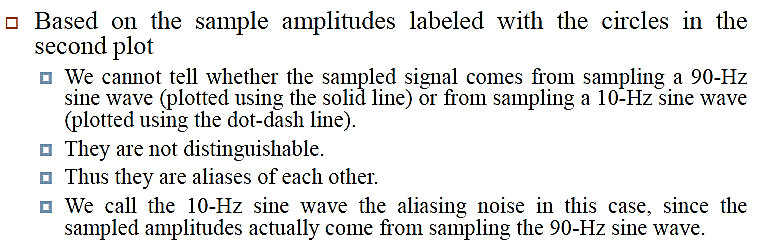 Based on the sample amplitudes labeled with the circles in the
second plot
We cannot tell whether the sampled signal comes from sampling a 90-Hz
sine wave (plotted using the solid line) or from sampling a 10-Hz sine wave
(plotted using the dot-dash line).
They are not distinguishable.
Thus they are aliases of each other.
We call the 10-Hz sine wave the aliasing noise in this case, since the
sampled amplitudes actually come from sampling the 90-Hz sine wave.